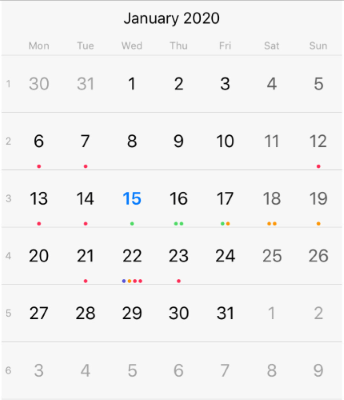 January 2020
Mon Tue Wed Thu Fri Sat Sun
1 30 31 1 2 3 4 5
2 6 7 8 9 10 11 12
3 13 14 15 16 17 18 19
4 20 21 22 23 24 25 26
5 27 28 29 30 31 1 2
6 3 4 5 6 7 8 9